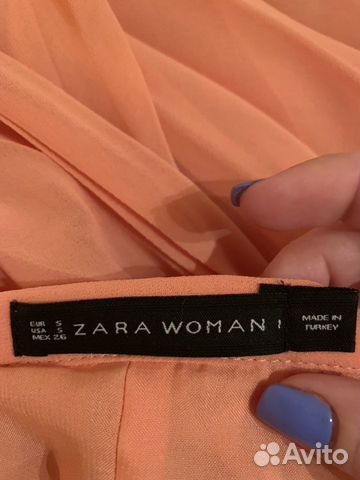 EUR S
USA S
MEX 26
ZARA WOMAN
MADE IN
TURKEY
Avito